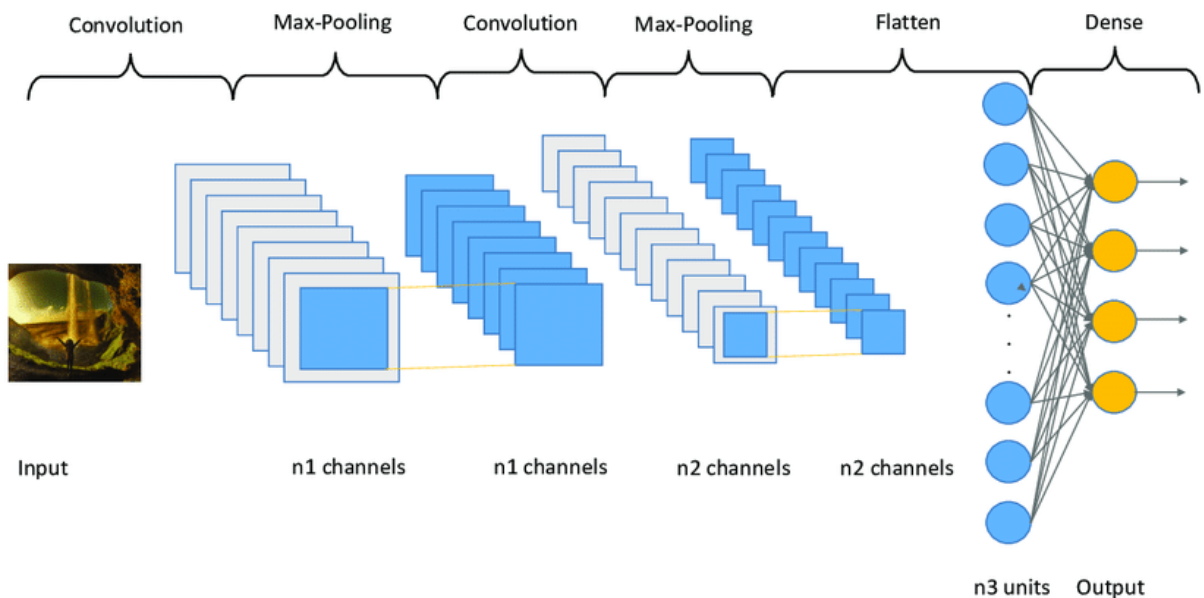 Convolution Max-Pooling Convolution Max-Pooling Flatten Dense
Input n1 channels n1 channels n2 channels n2 channels
n3 units Output